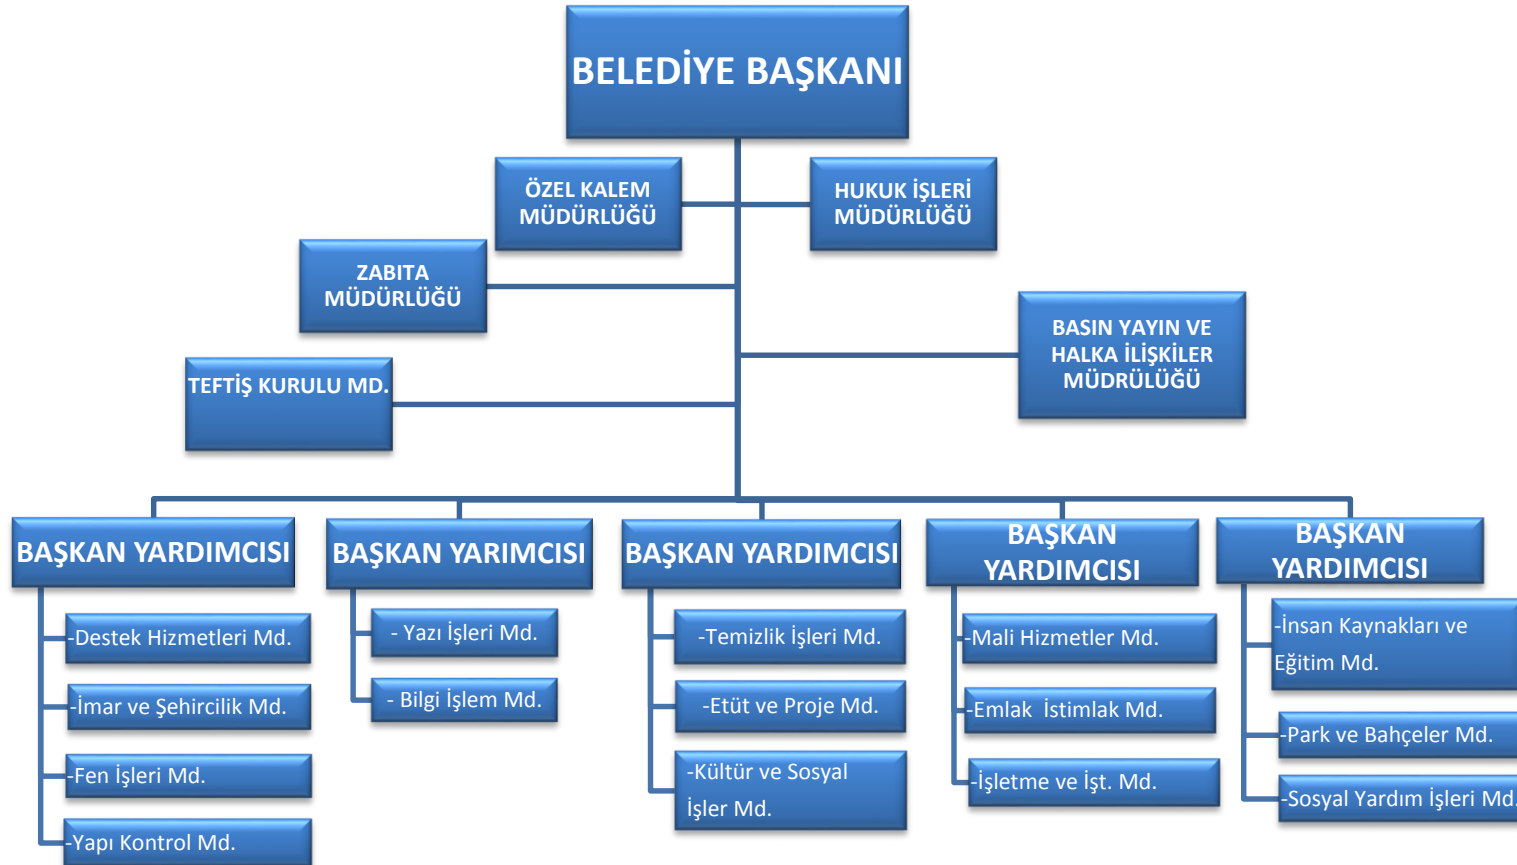 BELEDİYE BAŞKANI
ÖZEL KALEM
MÜDÜRLÜĞÜ
HUKUK İŞLERİ
MÜDÜRLÜĞÜ
ZABITA
MÜDÜRLÜĞÜ
BASIN YAYIN VE
HALKA İLİŞKİLER
MÜDRÜLÜĞÜ
TEFTİŞ KURULU MD.
BAŞKAN YARDIMCISI
-Destek Hizmetleri Md.
-İmar ve Şehircilik Md.
-Fen İşleri Md.
-Yapı Kontrol Md.
BAŞKAN YARIMCISI
- Yazı İşleri Md.
- Bilgi İşlem Md.
BAŞKAN YARDIMCISI
-Temizlik İşleri Md.
-Etüt ve Proje Md.
-Kültür ve Sosyal
İşler Md.
BAŞKAN
YARDIMCISI
-Mali Hizmetler Md.
-Emlak İstimlak Md.
-İşletme ve İşt. Md.
BAŞKAN
YARDIMCISI
-İnsan Kaynakları ve
Eğitim Md.
-Park ve Bahçeler Md.
-Sosyal Yardım İşleri Md.